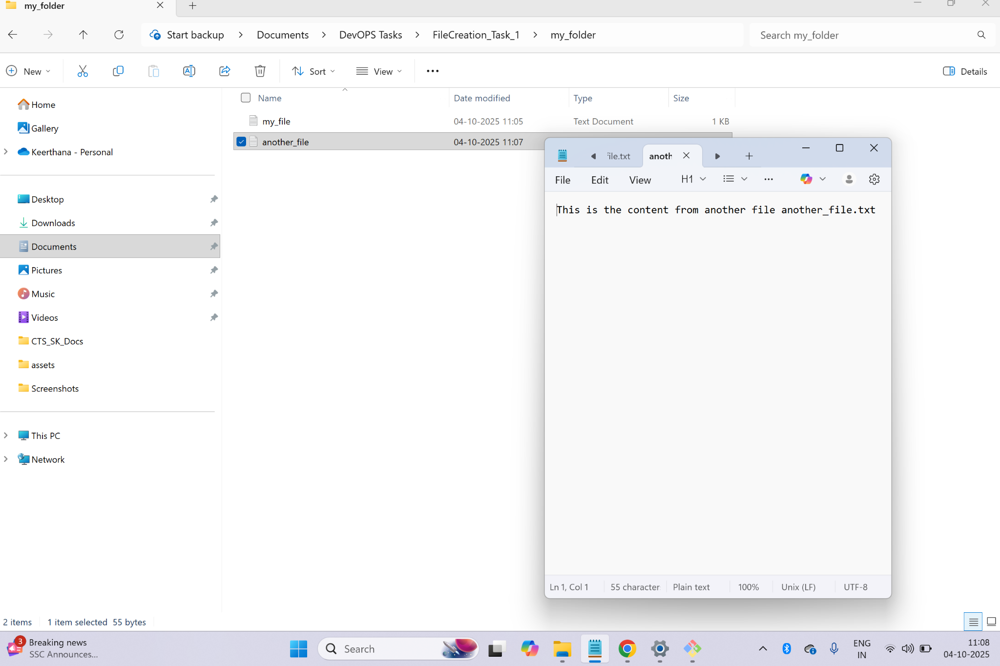 my_folder
Start backup > Documents > DevOPS Tasks > FileCreation_Task_1 > my_folder
Search my_folder
New
Sort
View
Details
Name Date modified Type Size
my_file 04-10-2025 11:05 Text Document 1 KB
another_file 04-10-2025 11:07
Home
Gallery
Keerthana - Personal
Desktop
Downloads
Documents
Pictures
Music
Videos
CTS_SK_Docs
assets
Screenshots
This PC
Network
file.txt anoth
File Edit View H1
This is the content from another file another_file.txt
Ln 1, Col 1 55 character Plain text 100% Unix (LF) UTF-8
2 items 1 item selected 55 bytes
3
Breaking news
SSC Announces...
Search
ENG
IN
11:08
04-10-2025